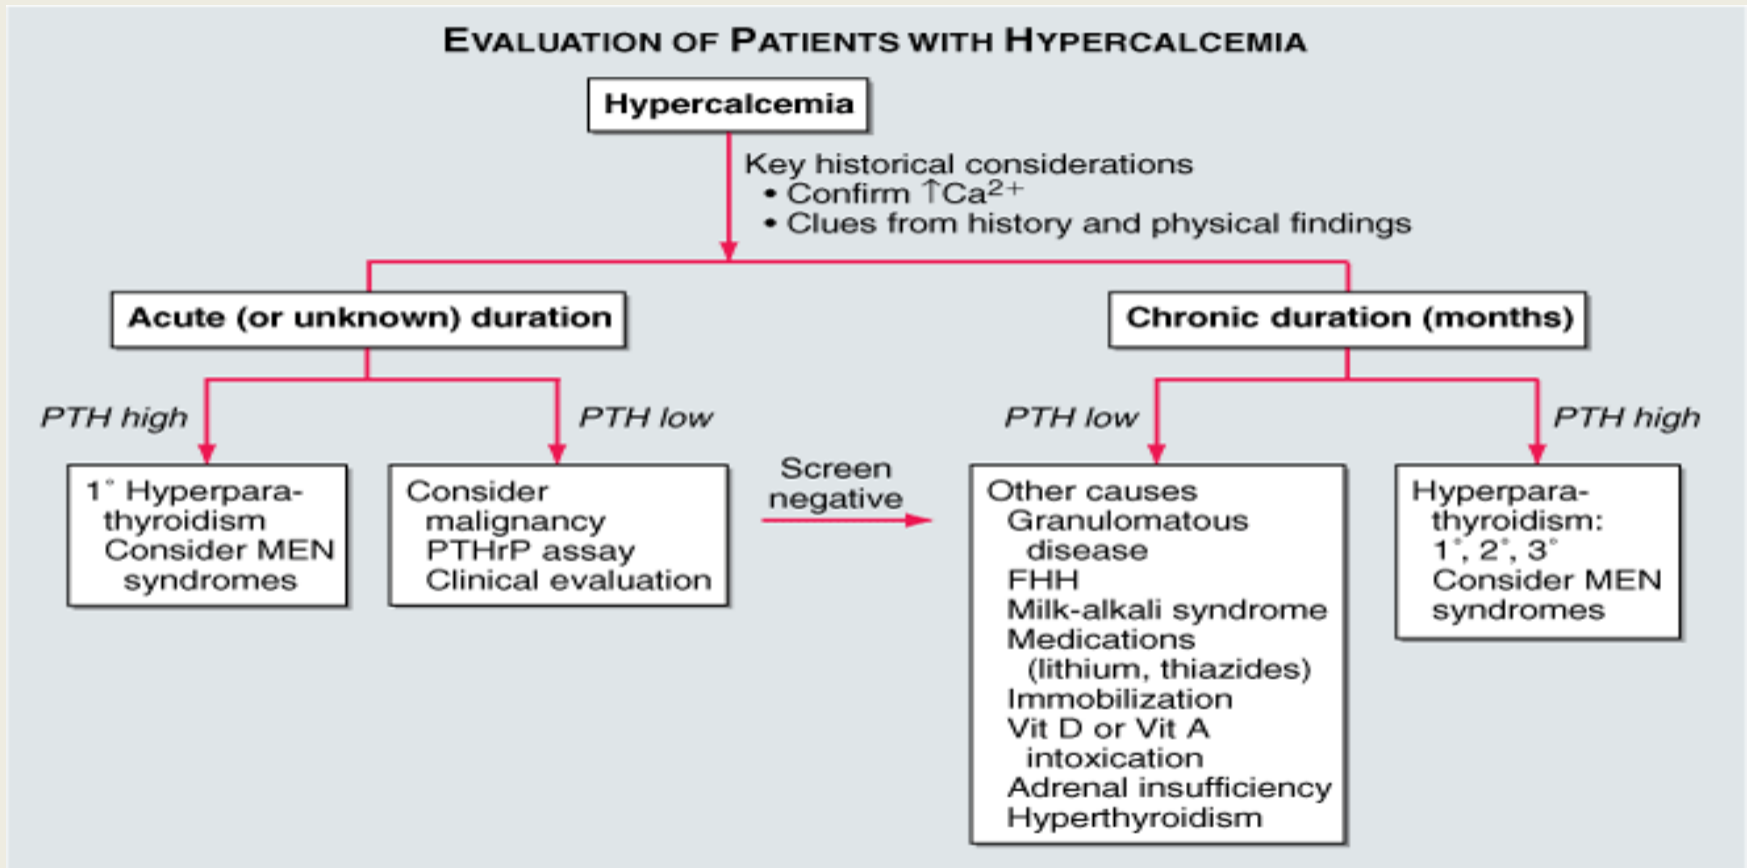 EVALUATION OF PATIENTS WITH HYPERCALCEMIA
Hypercalcemia
Key historical considerations
• Confirm ↑Ca²⁺
• Clues from history and physical findings
Acute (or unknown) duration
Chronic duration (months)
PTH high
PTH low
PTH low
PTH high
1° Hyperpara-
thyroidism
Consider MEN
syndromes
Consider
malignancy
PTHrP assay
Clinical evaluation
Screen
negative
Other causes
Granulomatous
disease
FHH
Milk-alkali syndrome
Medications
(lithium, thiazides)
Immobilization
Vit D or Vit A
intoxication
Adrenal insufficiency
Hyperthyroidism
Hyperpara-
thyroidism:
1°, 2°, 3°
Consider MEN
syndromes